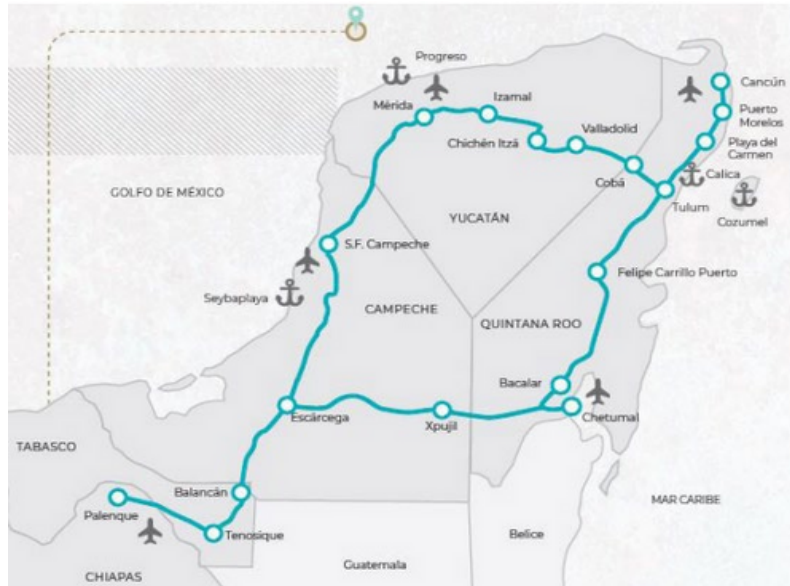 Progreso
Cancún
Mérida
Izamal
Puerto
Morelos
Chichén Itzá
Valladolid
Playa del
Carmen
Cobá
Calica
GOLFO DE MÉXICO
Tulum
Cozumel
YUCATÁN
S.F. Campeche
Felipe Carrillo Puerto
Seybaplaya
CAMPECHE
QUINTANA ROO
Bacalar
Escárcega
Chetumal
Xpujil
TABASCO
Balancán
MAR CARIBE
Palenque
Tenosique
Belice
Guatemala
CHIAPAS